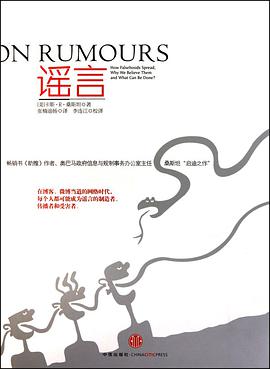 ON RUMOURS
谣言
How Falsehoods Spread,
Why We Believe Them
and What Can Be Done?
[美]卡斯·R·桑斯坦 著
张楠迪扬 译 李连江 校译
畅销书《助推》作者、奥巴马政府信息与规制事务办公室主任 桑斯坦“启迪之作”
在博客、微博当道的网络时代，
每个人都可能成为谣言的制造者、
传播者和受害者。
中信出版社·CHINACITICPRESS